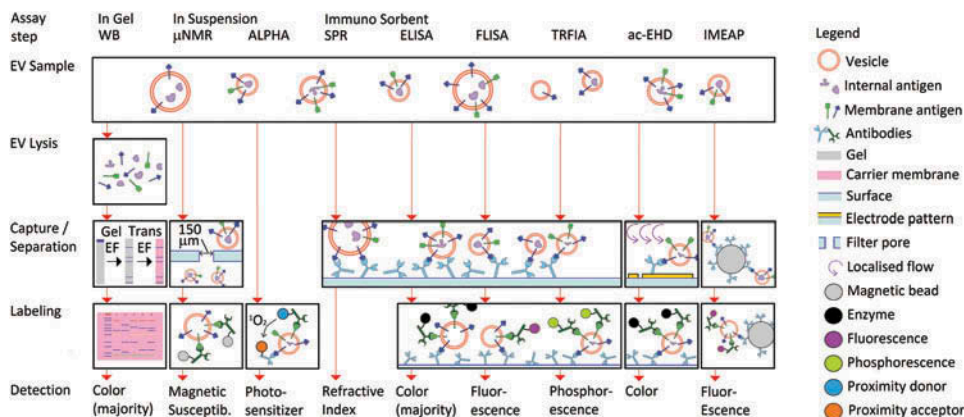 Assay step
In Gel WB
In Suspension
µNMR
ALPHA
Immuno Sorbent
SPR
ELISA
FLISA
TRFIA
ac-EHD
IMEAP
EV Sample
EV Lysis
Capture /
Separation
Gel Trans
EF EF
150
µm
Labeling
¹O₂
Detection
Color
(majority)
Magnetic
Susceptib.
Photo-
sensitizer
Refractive
Index
Color
(majority)
Fluor-
escence
Phosphor-
escence
Color
Fluor-
Escence
Legend
Vesicle
Internal antigen
Membrane antigen
Antibodies
Gel
Carrier membrane
Surface
Electrode pattern
Filter pore
Localised flow
Magnetic bead
Enzyme
Fluorescence
Phosphorescence
Proximity donor
Proximity acceptor